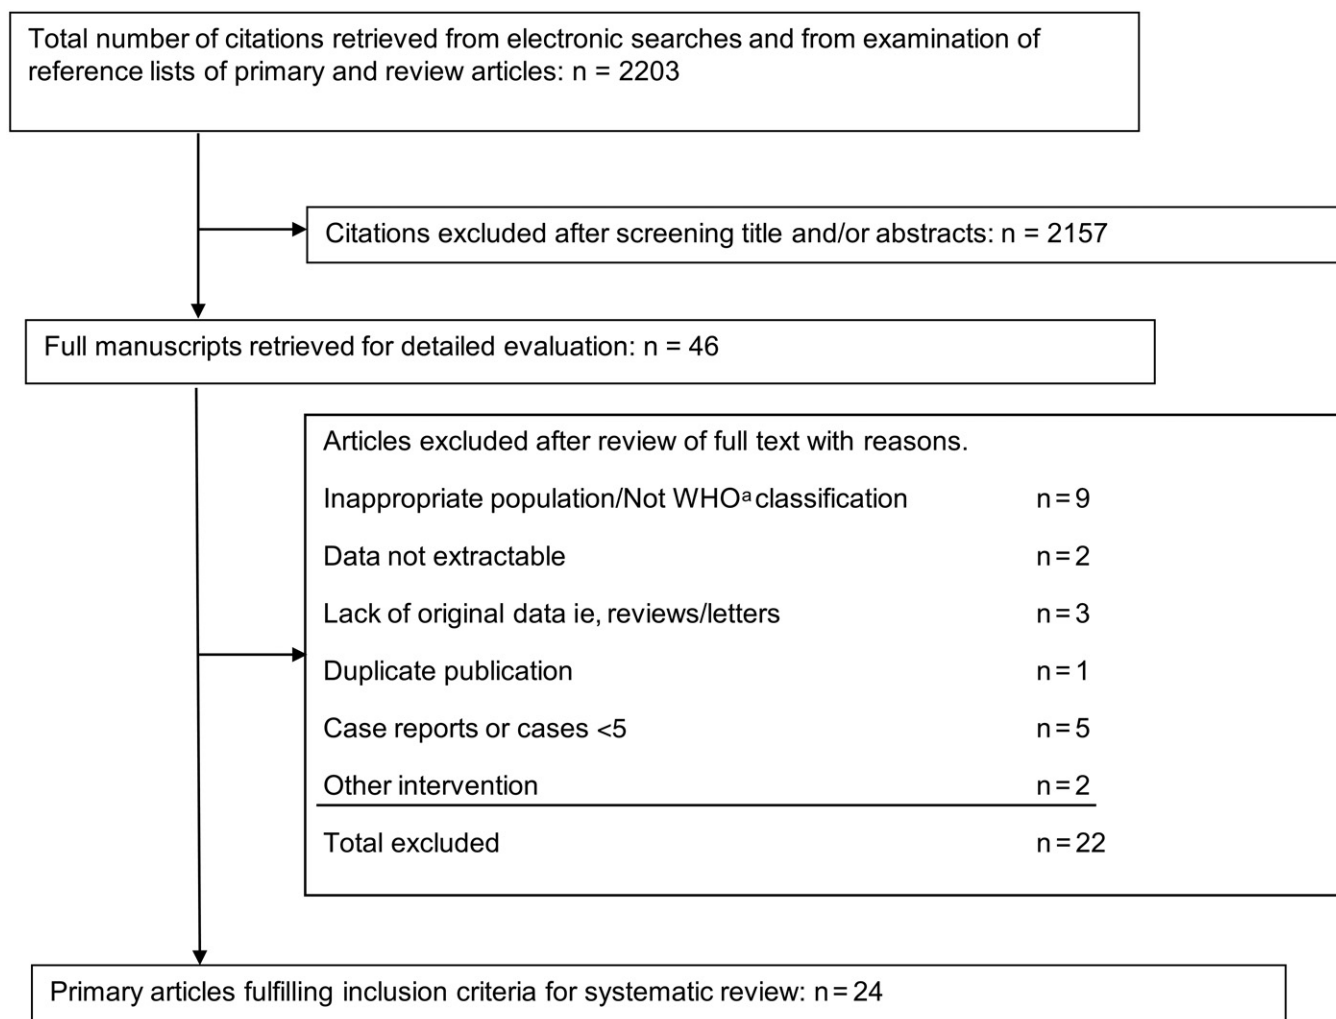 Total number of citations retrieved from electronic searches and from examination of
reference lists of primary and review articles: n = 2203
Citations excluded after screening title and/or abstracts: n = 2157
Full manuscripts retrieved for detailed evaluation: n = 46
Articles excluded after review of full text with reasons.
Inappropriate population/Not WHOᵃ classification n = 9
Data not extractable n = 2
Lack of original data ie, reviews/letters n = 3
Duplicate publication n = 1
Case reports or cases <5 n = 5
Other intervention n = 2
Total excluded n = 22
Primary articles fulfilling inclusion criteria for systematic review: n = 24